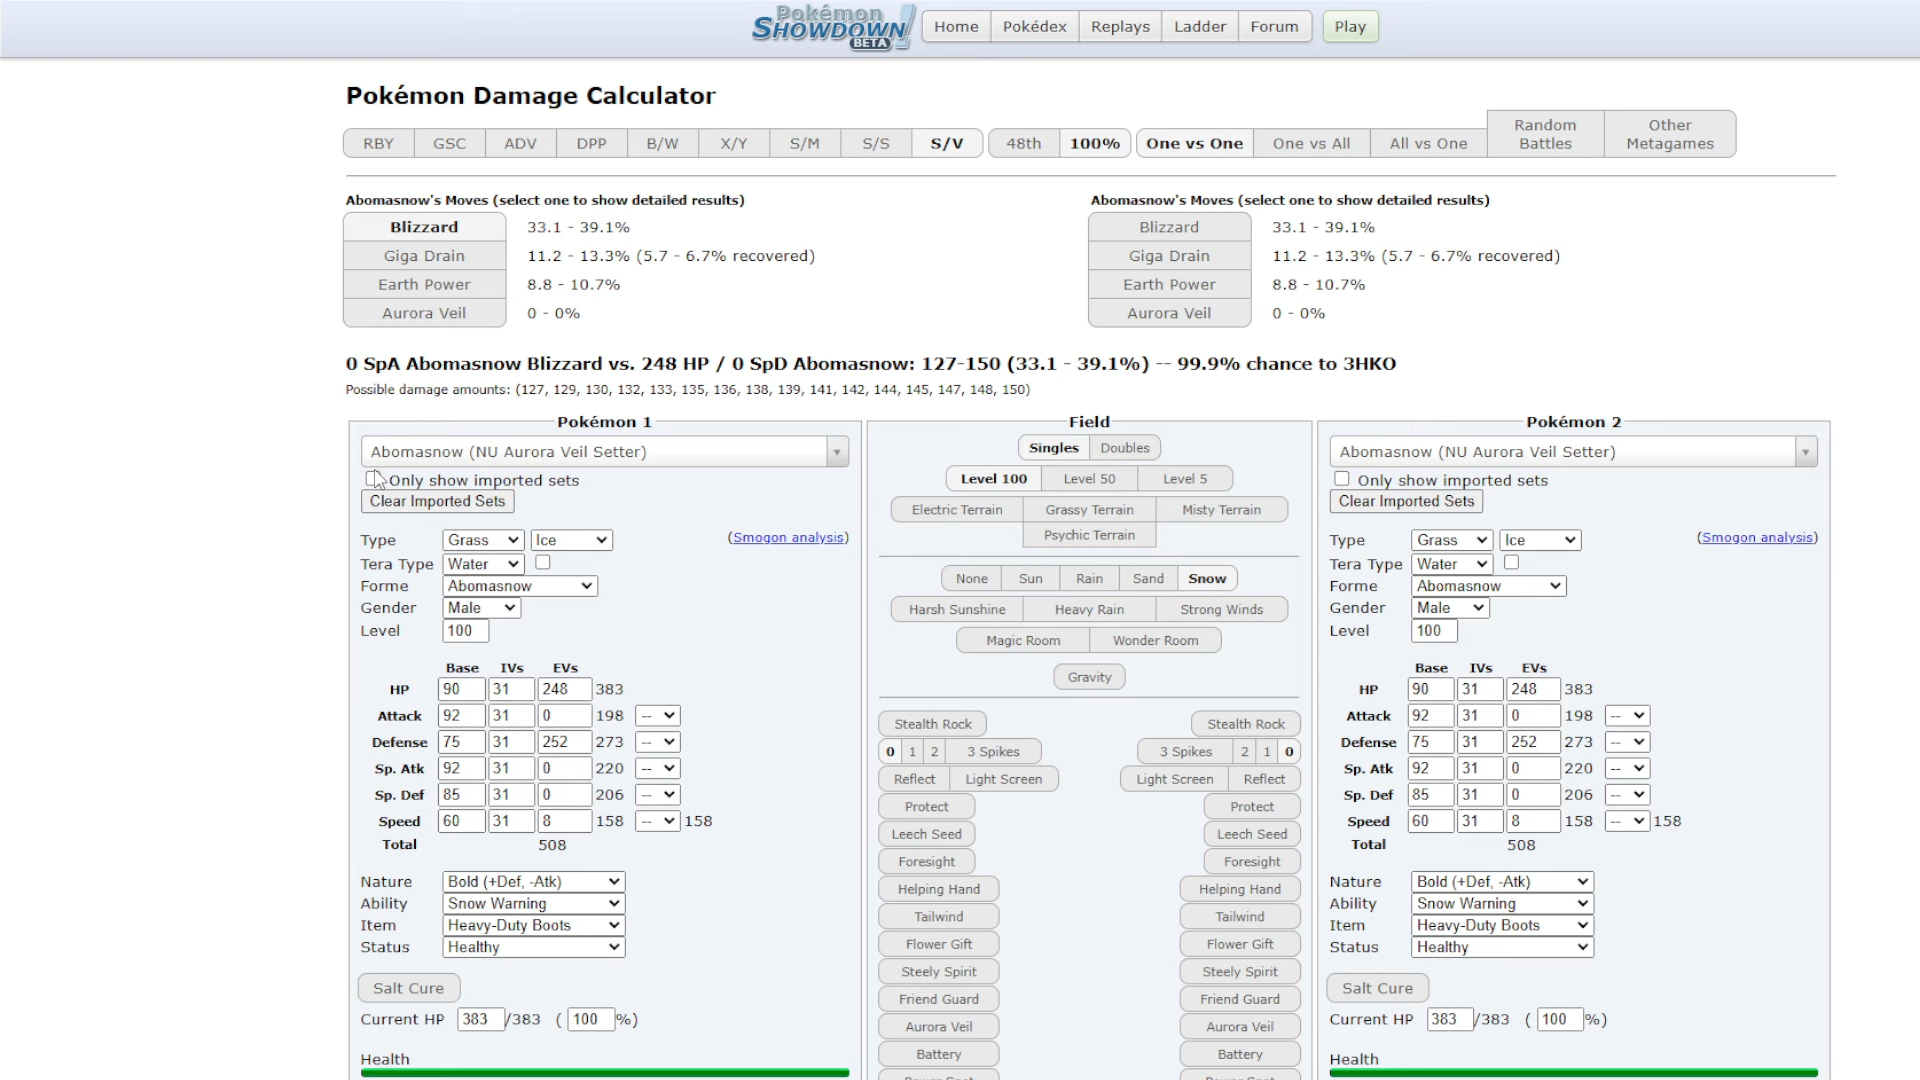 Pokémon
SHOWDOWN!
BETA
Home Pokédex Replays Ladder Forum Play
Pokémon Damage Calculator
RBY GSC ADV DPP B/W X/Y S/M S/S S/V 48th 100% One vs One One vs All All vs One Random Battles Other Metagames
Abomasnow's Moves (select one to show detailed results)
Blizzard 33.1 - 39.1%
Giga Drain 11.2 - 13.3% (5.7 - 6.7% recovered)
Earth Power 8.8 - 10.7%
Aurora Veil 0 - 0%
Abomasnow's Moves (select one to show detailed results)
Blizzard 33.1 - 39.1%
Giga Drain 11.2 - 13.3% (5.7 - 6.7% recovered)
Earth Power 8.8 - 10.7%
Aurora Veil 0 - 0%
0 SpA Abomasnow Blizzard vs. 248 HP / 0 SpD Abomasnow: 127-150 (33.1 - 39.1%) -- 99.9% chance to 3HKO
Possible damage amounts: (127, 129, 130, 132, 133, 135, 136, 138, 139, 141, 142, 144, 145, 147, 148, 150)
Pokémon 1
Abomasnow (NU Aurora Veil Setter)
Only show imported sets
Clear Imported Sets
Type Grass Ice (Smogon analysis)
Tera Type Water
Forme Abomasnow
Gender Male
Level 100
Base IVs EVs
HP 90 31 248 383
Attack 92 31 0 198 --
Defense 75 31 252 273 --
Sp. Atk 92 31 0 220 --
Sp. Def 85 31 0 206 --
Speed 60 31 8 158 -- 158
Total 508
Nature Bold (+Def, -Atk)
Ability Snow Warning
Item Heavy-Duty Boots
Status Healthy
Salt Cure
Current HP 383 /383 ( 100 %)
Health
Field
Singles Doubles
Level 100 Level 50 Level 5
Electric Terrain Grassy Terrain Misty Terrain
Psychic Terrain
None Sun Rain Sand Snow
Harsh Sunshine Heavy Rain Strong Winds
Magic Room Wonder Room
Gravity
Stealth Rock Stealth Rock
0 1 2 3 Spikes 3 Spikes 2 1 0
Reflect Light Screen Light Screen Reflect
Protect Protect
Leech Seed Leech Seed
Foresight Foresight
Helping Hand Helping Hand
Tailwind Tailwind
Flower Gift Flower Gift
Steely Spirit Steely Spirit
Friend Guard Friend Guard
Aurora Veil Aurora Veil
Battery Battery
Pokémon 2
Abomasnow (NU Aurora Veil Setter)
Only show imported sets
Clear Imported Sets
Type Grass Ice (Smogon analysis)
Tera Type Water
Forme Abomasnow
Gender Male
Level 100
Base IVs EVs
HP 90 31 248 383
Attack 92 31 0 198 --
Defense 75 31 252 273 --
Sp. Atk 92 31 0 220 --
Sp. Def 85 31 0 206 --
Speed 60 31 8 158 -- 158
Total 508
Nature Bold (+Def, -Atk)
Ability Snow Warning
Item Heavy-Duty Boots
Status Healthy
Salt Cure
Current HP 383 /383 ( 100 %)
Health